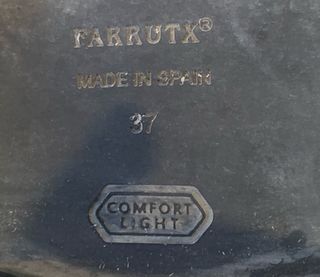 FARRUTX®
MADE IN SPAIN
37
COMFORT
LIGHT